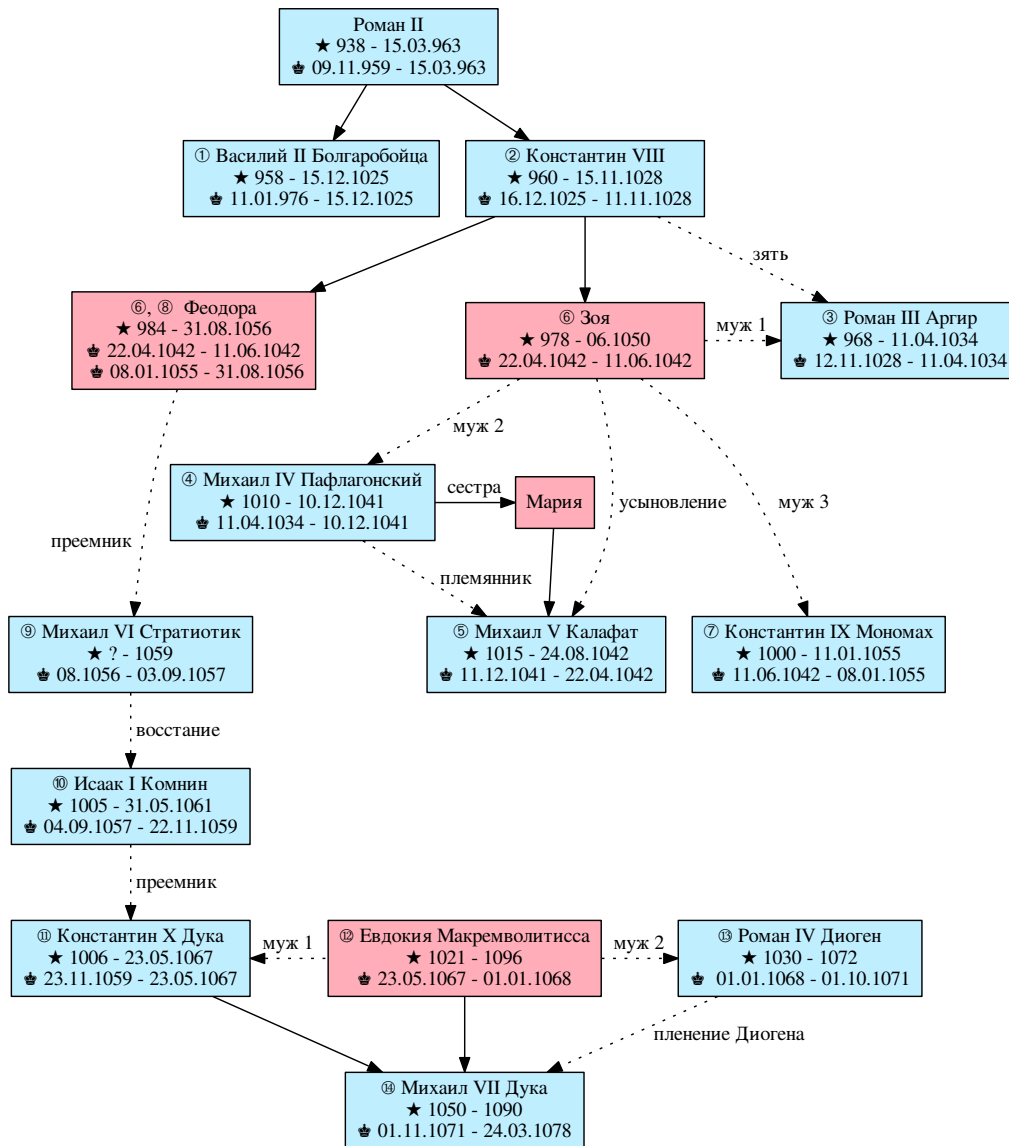 Роман II
★ 938 - 15.03.963
♚ 09.11.959 - 15.03.963
① Василий II Болгаробойца
★ 958 - 15.12.1025
♚ 11.01.976 - 15.12.1025
② Константин VIII
★ 960 - 15.11.1028
♚ 16.12.1025 - 11.11.1028
зять
⑥, ⑧ Феодора
★ 984 - 31.08.1056
♚ 22.04.1042 - 11.06.1042
♚ 08.01.1055 - 31.08.1056
⑥ Зоя
★ 978 - 06.1050
♚ 22.04.1042 - 11.06.1042
муж 1
③ Роман III Аргир
★ 968 - 11.04.1034
♚ 12.11.1028 - 11.04.1034
муж 2
④ Михаил IV Пафлагонский
★ 1010 - 10.12.1041
♚ 11.04.1034 - 10.12.1041
сестра
Мария
усыновление
муж 3
преемник
племянник
⑨ Михаил VI Стратиотик
★ ? - 1059
♚ 08.1056 - 03.09.1057
⑤ Михаил V Калафат
★ 1015 - 24.08.1042
♚ 11.12.1041 - 22.04.1042
⑦ Константин IX Мономах
★ 1000 - 11.01.1055
♚ 11.06.1042 - 08.01.1055
восстание
⑩ Исаак I Комнин
★ 1005 - 31.05.1061
♚ 04.09.1057 - 22.11.1059
преемник
⑪ Константин X Дука
★ 1006 - 23.05.1067
♚ 23.11.1059 - 23.05.1067
муж 1
⑫ Евдокия Макремволитисса
★ 1021 - 1096
♚ 23.05.1067 - 01.01.1068
муж 2
⑬ Роман IV Диоген
★ 1030 - 1072
♚ 01.01.1068 - 01.10.1071
пленение Диогена
⑭ Михаил VII Дука
★ 1050 - 1090
♚ 01.11.1071 - 24.03.1078